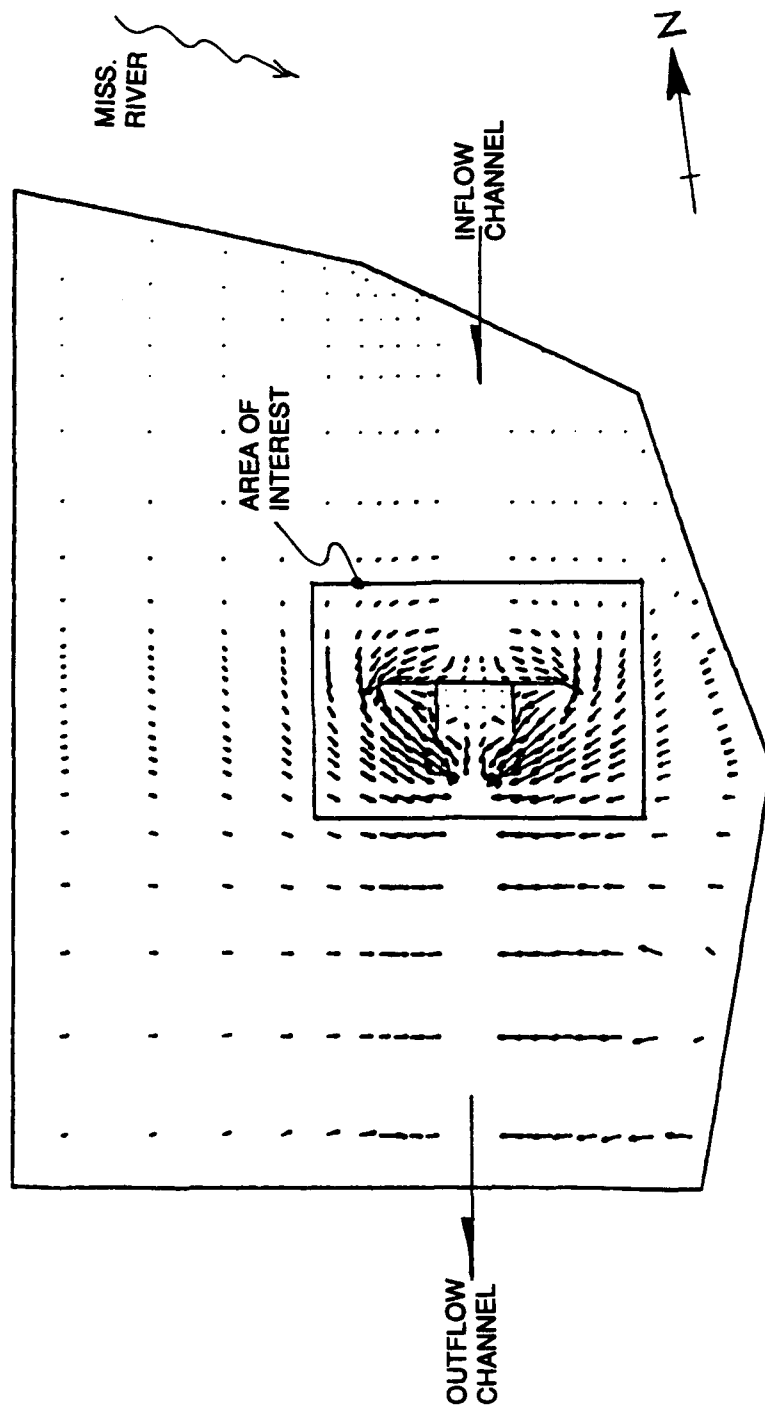 MISS.
RIVER
N
INFLOW
CHANNEL
AREA OF
INTEREST
OUTFLOW
CHANNEL